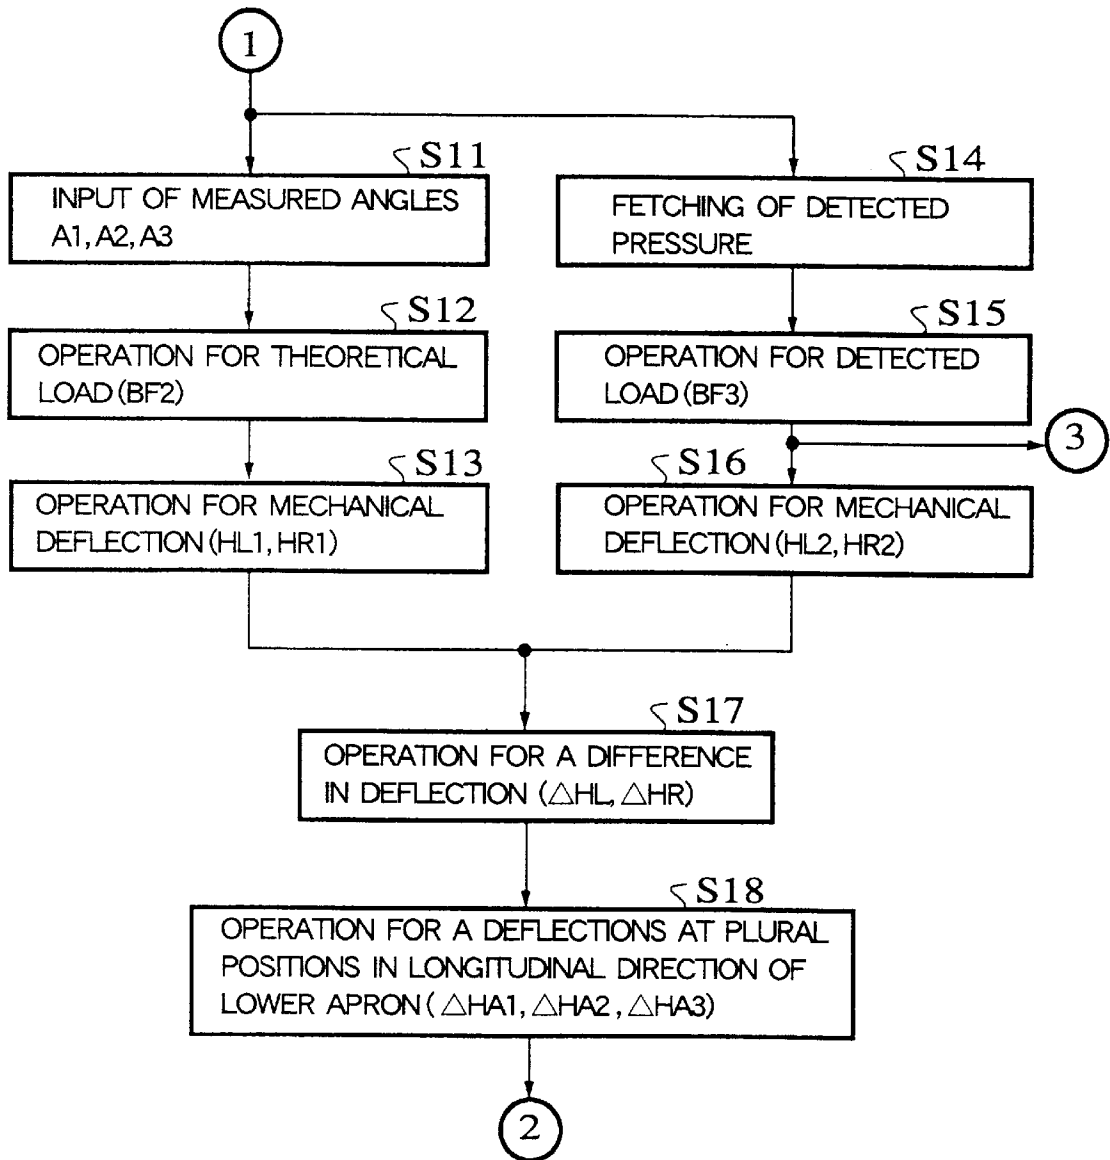 1
S11
INPUT OF MEASURED ANGLES
A1, A2, A3
S14
FETCHING OF DETECTED
PRESSURE
S12
OPERATION FOR THEORETICAL
LOAD (BF2)
S15
OPERATION FOR DETECTED
LOAD (BF3)
3
S13
OPERATION FOR MECHANICAL
DEFLECTION (HL1, HR1)
S16
OPERATION FOR MECHANICAL
DEFLECTION (HL2, HR2)
S17
OPERATION FOR A DIFFERENCE
IN DEFLECTION (△HL, △HR)
S18
OPERATION FOR A DEFLECTIONS AT PLURAL
POSITIONS IN LONGITUDINAL DIRECTION OF
LOWER APRON (△HA1, △HA2, △HA3)
2